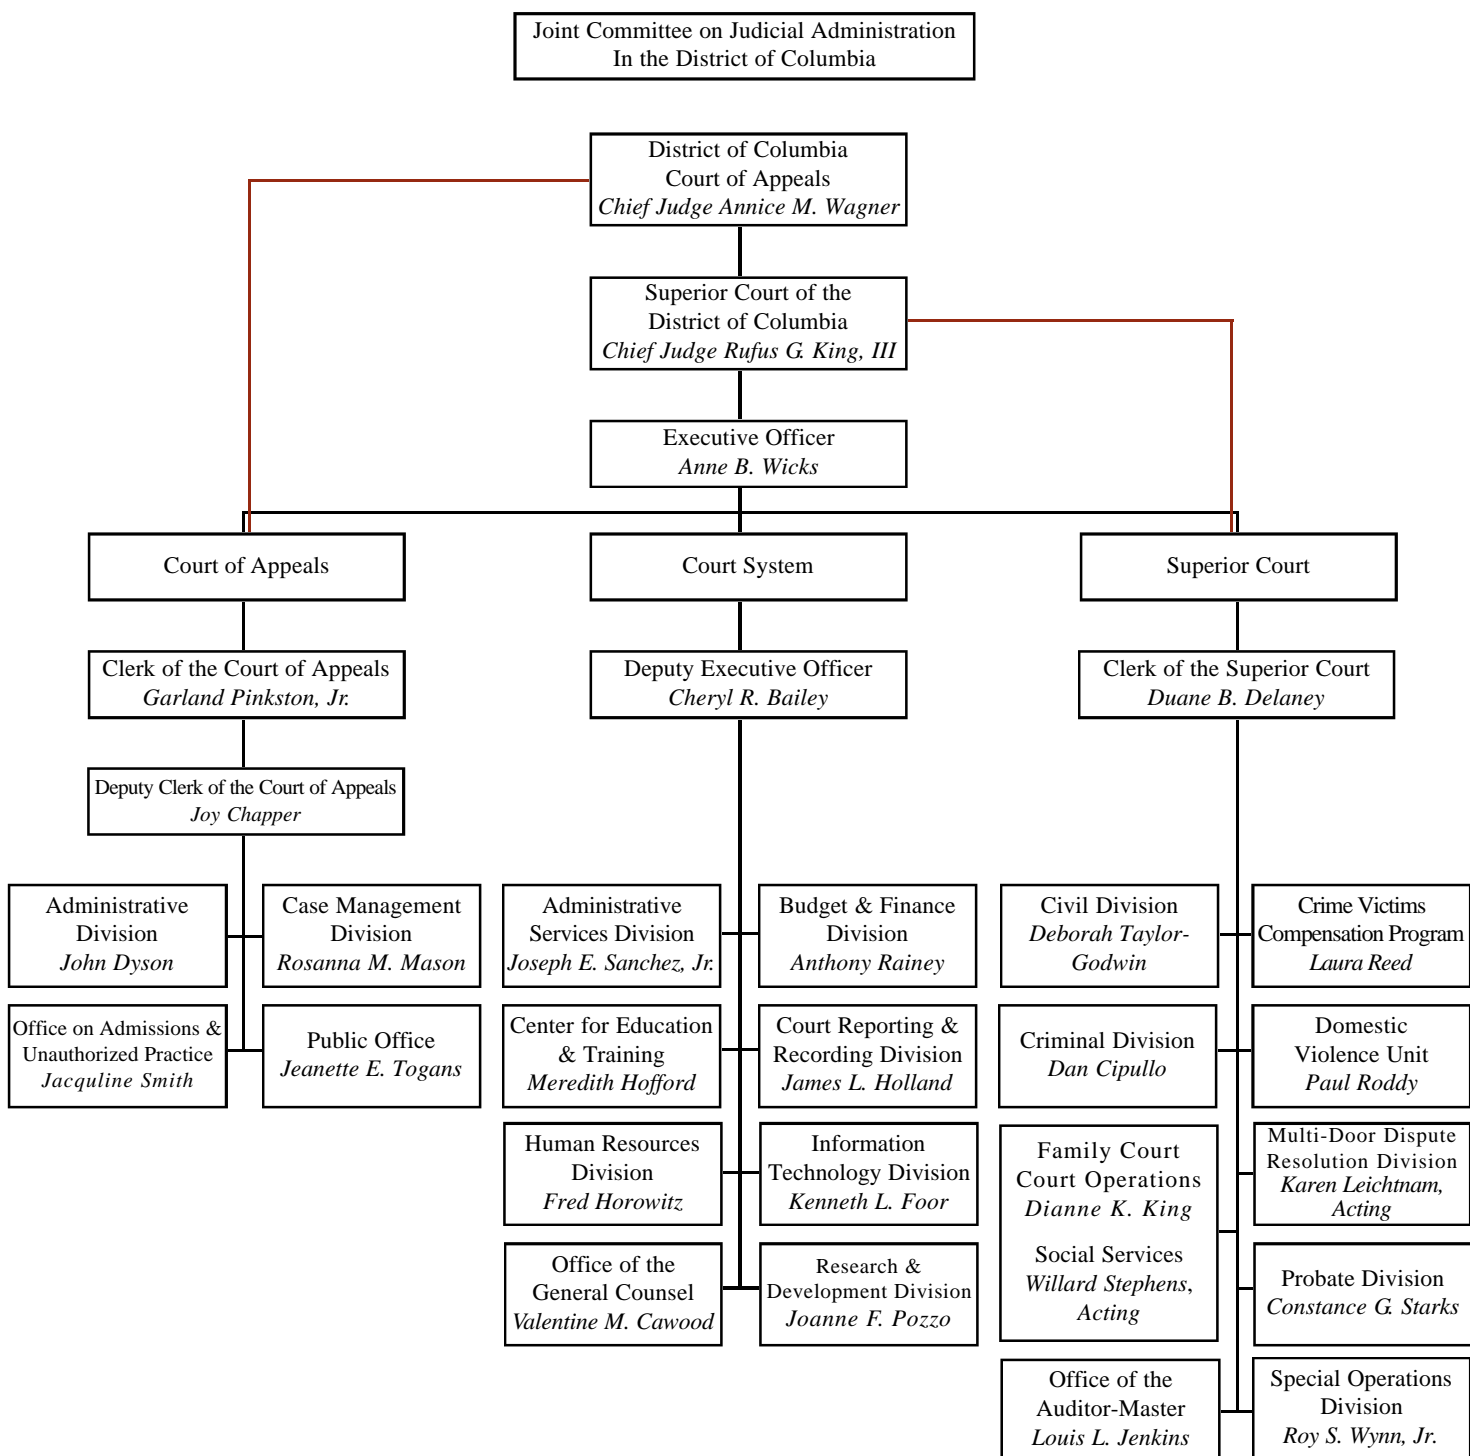 Joint Committee on Judicial Administration
In the District of Columbia
District of Columbia
Court of Appeals
Chief Judge Annice M. Wagner
Superior Court of the
District of Columbia
Chief Judge Rufus G. King, III
Executive Officer
Anne B. Wicks
Court of Appeals
Court System
Superior Court
Clerk of the Court of Appeals
Garland Pinkston, Jr.
Deputy Executive Officer
Cheryl R. Bailey
Clerk of the Superior Court
Duane B. Delaney
Deputy Clerk of the Court of Appeals
Joy Chapper
Administrative
Division
John Dyson
Case Management
Division
Rosanna M. Mason
Office on Admissions &
Unauthorized Practice
Jacquline Smith
Public Office
Jeanette E. Togans
Administrative
Services Division
Joseph E. Sanchez, Jr.
Budget & Finance
Division
Anthony Rainey
Center for Education
& Training
Meredith Hofford
Court Reporting &
Recording Division
James L. Holland
Human Resources
Division
Fred Horowitz
Information
Technology Division
Kenneth L. Foor
Office of the
General Counsel
Valentine M. Cawood
Research &
Development Division
Joanne F. Pozzo
Civil Division
Deborah Taylor-
Godwin
Crime Victims
Compensation Program
Laura Reed
Criminal Division
Dan Cipullo
Domestic
Violence Unit
Paul Roddy
Family Court
Court Operations
Dianne K. King
Social Services
Willard Stephens,
Acting
Multi-Door Dispute
Resolution Division
Karen Leichtnam,
Acting
Probate Division
Constance G. Starks
Office of the
Auditor-Master
Louis L. Jenkins
Special Operations
Division
Roy S. Wynn, Jr.